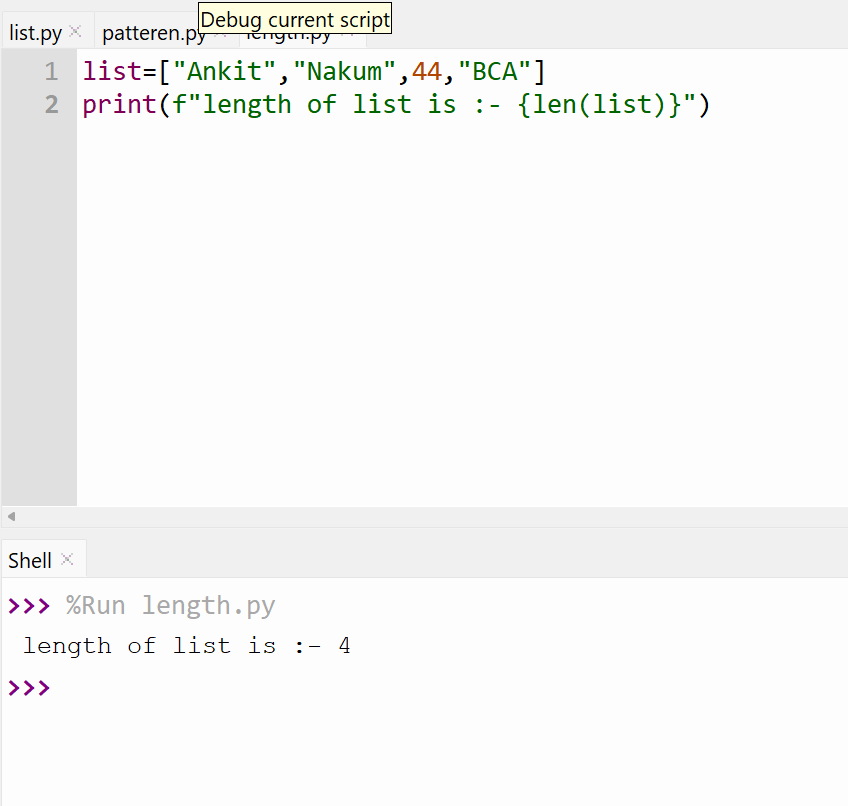 Debug current script
list.py patteren.py length.py
1 list=["Ankit","Nakum",44,"BCA"]
2 print(f"length of list is :- {len(list)}")
Shell
>>> %Run length.py
length of list is :- 4
>>>